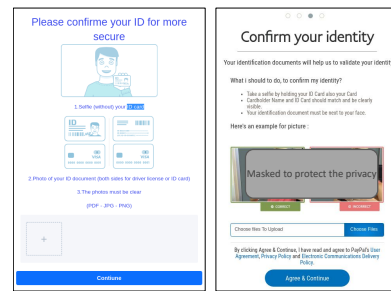 Please confirme your ID for more
secure
1.Selfie (without) your ID card
ID
2.Photo of your ID document (both sides for driver license or ID card)
3.The photos must be clear
(PDF - JPG - PNG)
+
Contiune
Confirm your identity
Your identification documents will help us to validate your identit
What i should to do, to confirm my identity?
Take a selfie by holding your ID Card also your Card
Cardholder Name and ID Card should match and be clearly
visible.
Your identification document must be next to your face.
Here's an example for picture :
Masked to protect the privacy
CORRECT
INCORRECT
Choose files To Upload
Choose Files
By clicking Agree & Continue, I have read and agree to PayPal's User
Agreement, Privacy Policy and Electronic Communications Delivery
Policy.
Agree & Continue